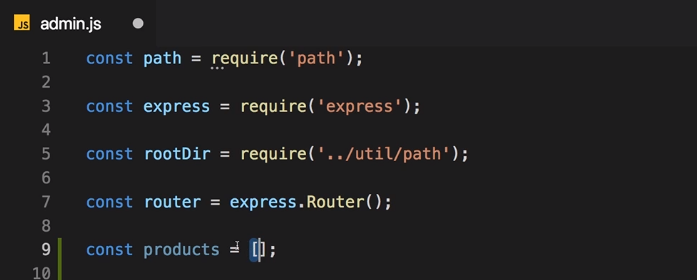 JS admin.js
1 const path = require('path');
2
3 const express = require('express');
4
5 const rootDir = require('../util/path');
6
7 const router = express.Router();
8
9 const products = [];
10